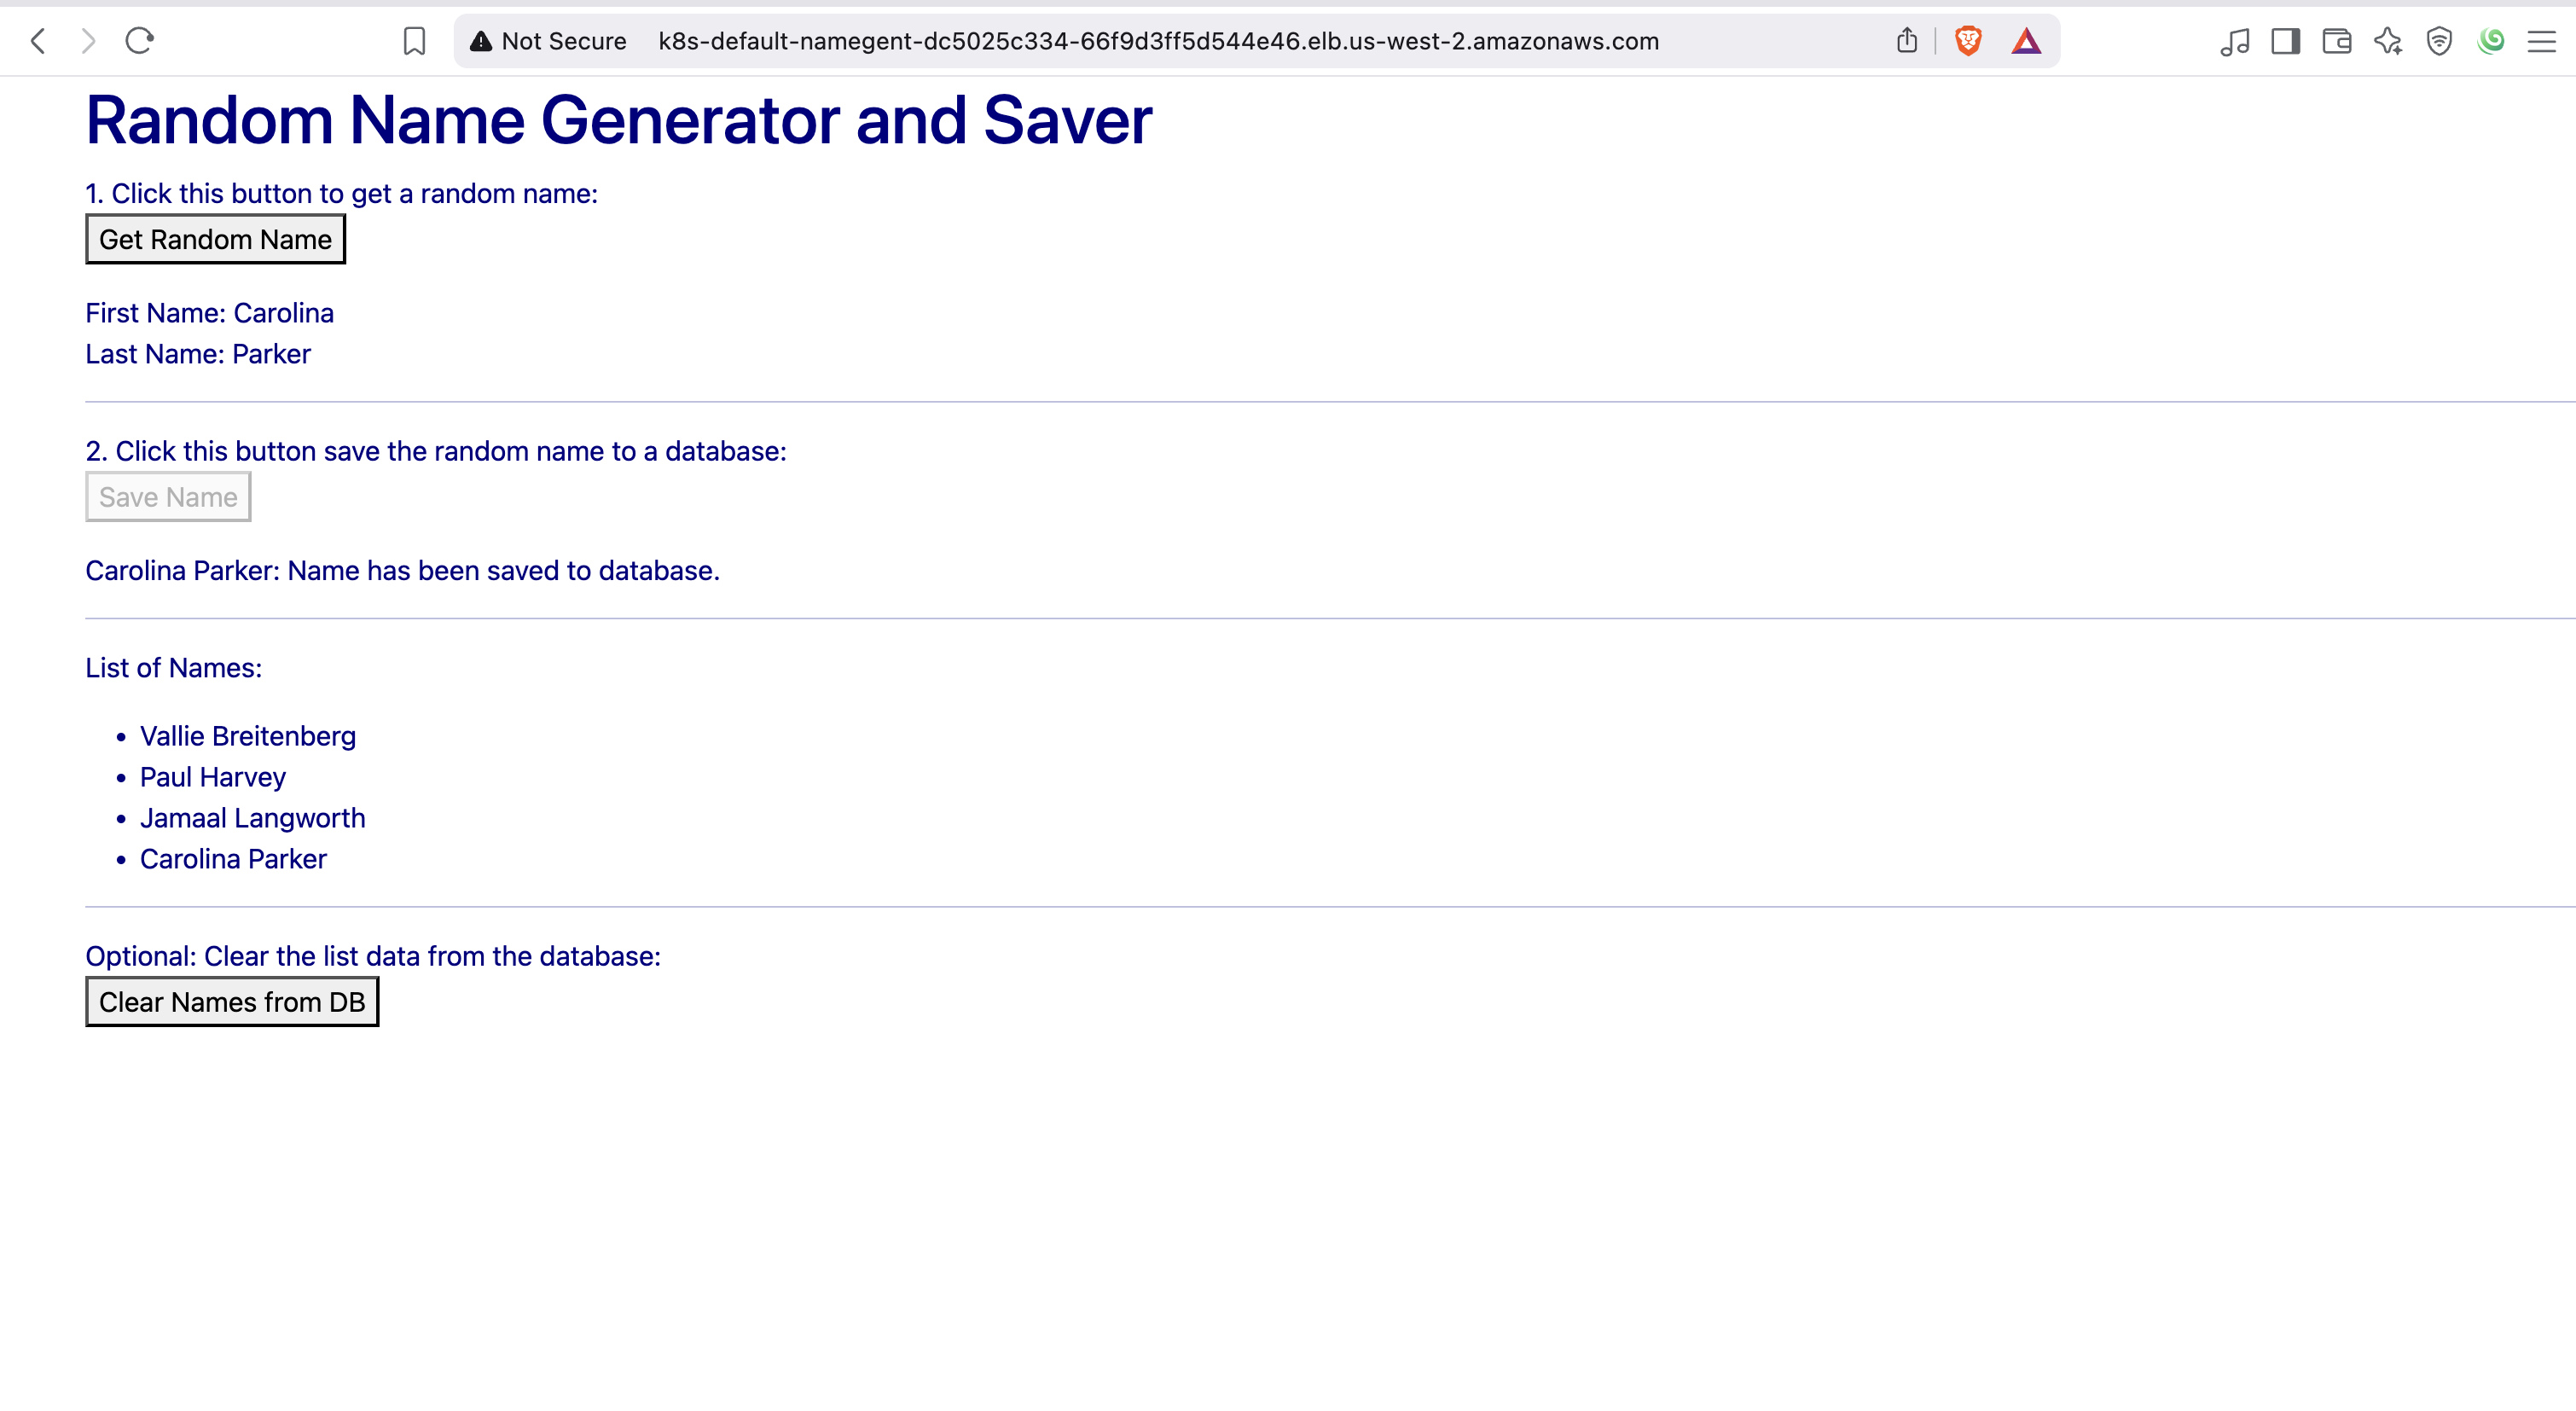 Not Secure k8s-default-namegent-dc5025c334-66f9d3ff5d544e46.elb.us-west-2.amazonaws.com
Random Name Generator and Saver
1. Click this button to get a random name:
Get Random Name
First Name: Carolina
Last Name: Parker
2. Click this button save the random name to a database:
Save Name
Carolina Parker: Name has been saved to database.
List of Names:
• Vallie Breitenberg
• Paul Harvey
• Jamaal Langworth
• Carolina Parker
Optional: Clear the list data from the database:
Clear Names from DB